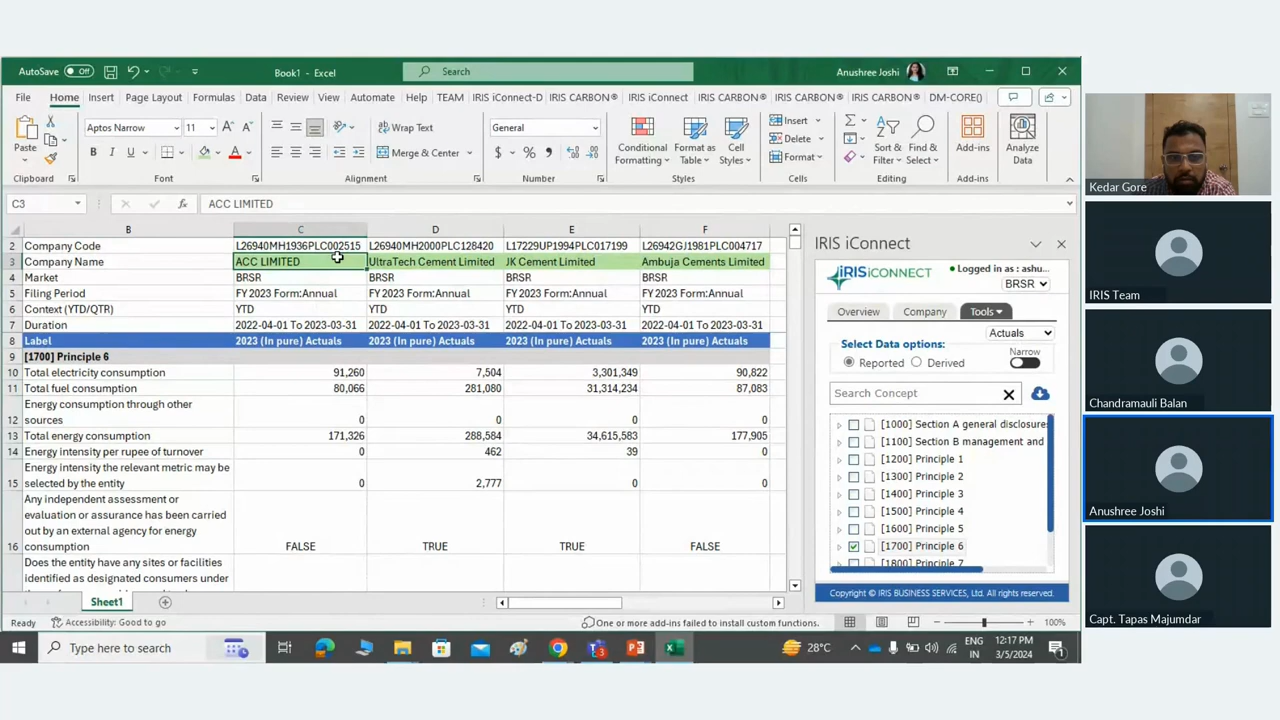 AutoSave Off
Book1 - Excel
Search
Anushree Joshi
File Home Insert Page Layout Formulas Data Review View Automate Help TEAM IRIS iConnect-D IRIS CARBON® IRIS iConnect IRIS CARBON® IRIS CARBON® IRIS CARBON® DM-CORE()
Paste
Clipboard
Aptos Narrow 11
B I U
Font
Wrap Text
Merge & Center
Alignment
General
$ % 9
Number
Conditional Formatting
Format as Table
Cell Styles
Styles
Insert
Delete
Format
Cells
Sort & Filter
Find & Select
Editing
Add-ins
Add-ins
Analyze Data
C3
fx
ACC LIMITED
B C D E F
2 Company Code L26940MH1936PLC002515 L26940MH2000PLC128420 L17229UP1994PLC017199 L26942GJ1981PLC004717
3 Company Name ACC LIMITED UltraTech Cement Limited JK Cement Limited Ambuja Cements Limited
4 Market BRSR BRSR BRSR BRSR
5 Filing Period FY 2023 Form:Annual FY 2023 Form:Annual FY 2023 Form:Annual FY 2023 Form:Annual
6 Context (YTD/QTR) YTD YTD YTD YTD
7 Duration 2022-04-01 To 2023-03-31 2022-04-01 To 2023-03-31 2022-04-01 To 2023-03-31 2022-04-01 To 2023-03-31
8 Label 2023 (In pure) Actuals 2023 (In pure) Actuals 2023 (In pure) Actuals 2023 (In pure) Actuals
9 [1700] Principle 6
10 Total electricity consumption 91,260 7,504 3,301,349 90,822
11 Total fuel consumption 80,066 281,080 31,314,234 87,083
Energy consumption through other
12 sources 0 0 0 0
13 Total energy consumption 171,326 288,584 34,615,583 177,905
14 Energy intensity per rupee of turnover 0 462 39 0
Energy intensity the relevant metric may be
15 selected by the entity 0 2,777 0 0
Any independent assessment or
evaluation or assurance has been carried
out by an external agency for energy
16 consumption FALSE TRUE TRUE FALSE
Does the entity have any sites or facilities
identified as designated consumers under
Sheet1
Ready
Accessibility: Good to go
One or more add-ins failed to install custom functions.
100%
IRIS iConnect
iRIS iCONNECT
Logged in as : ashu...
BRSR
Overview Company Tools
Actuals
Select Data options:
Reported Derived
Narrow
Search Concept
[1000] Section A general disclosures
[1100] Section B management and
[1200] Principle 1
[1300] Principle 2
[1400] Principle 3
[1500] Principle 4
[1600] Principle 5
[1700] Principle 6
[1800] Principle 7
Copyright © IRIS BUSINESS SERVICES, Ltd. All rights reserved.
Type here to search
28°C
ENG
IN
12:17 PM
3/5/2024
1
Kedar Gore
IRIS Team
Chandramauli Balan
Anushree Joshi
Capt. Tapas Majumdar